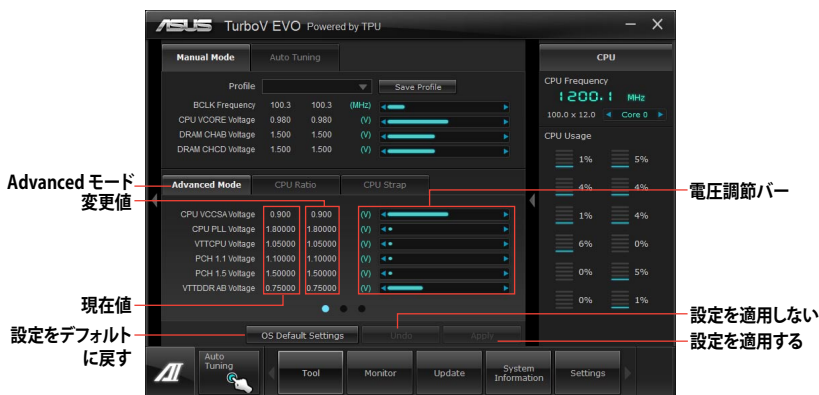 ASUS TurboV EVO Powered by TPU
Manual Mode Auto Tuning
Profile Save Profile
BCLK Frequency 100.3 100.3 (MHz)
CPU VCORE Voltage 0.980 0.980 (V)
DRAM CHAB Voltage 1.500 1.500 (V)
DRAM CHCD Voltage 1.500 1.500 (V)
CPU
CPU Frequency
1200.1 MHz
100.0 x 12.0 Core 0
CPU Usage
1% 5%
4% 4%
1% 4%
6% 0%
0% 5%
0% 1%
Advanced モード
変更値
Advanced Mode CPU Ratio CPU Strap
電圧調節バー
CPU VCCSA Voltage 0.900 0.900 (V)
CPU PLL Voltage 1.80000 1.80000 (V)
VTTCPU Voltage 1.05000 1.05000 (V)
PCH 1.1 Voltage 1.10000 1.10000 (V)
PCH 1.5 Voltage 1.50000 1.50000 (V)
VTTDDR AB Voltage 0.75000 0.75000 (V)
現在値
設定をデフォルト
に戻す
OS Default Settings Undo Apply
設定を適用しない
設定を適用する
AI
Auto
Tuning
Tool Monitor Update System
Information Settings